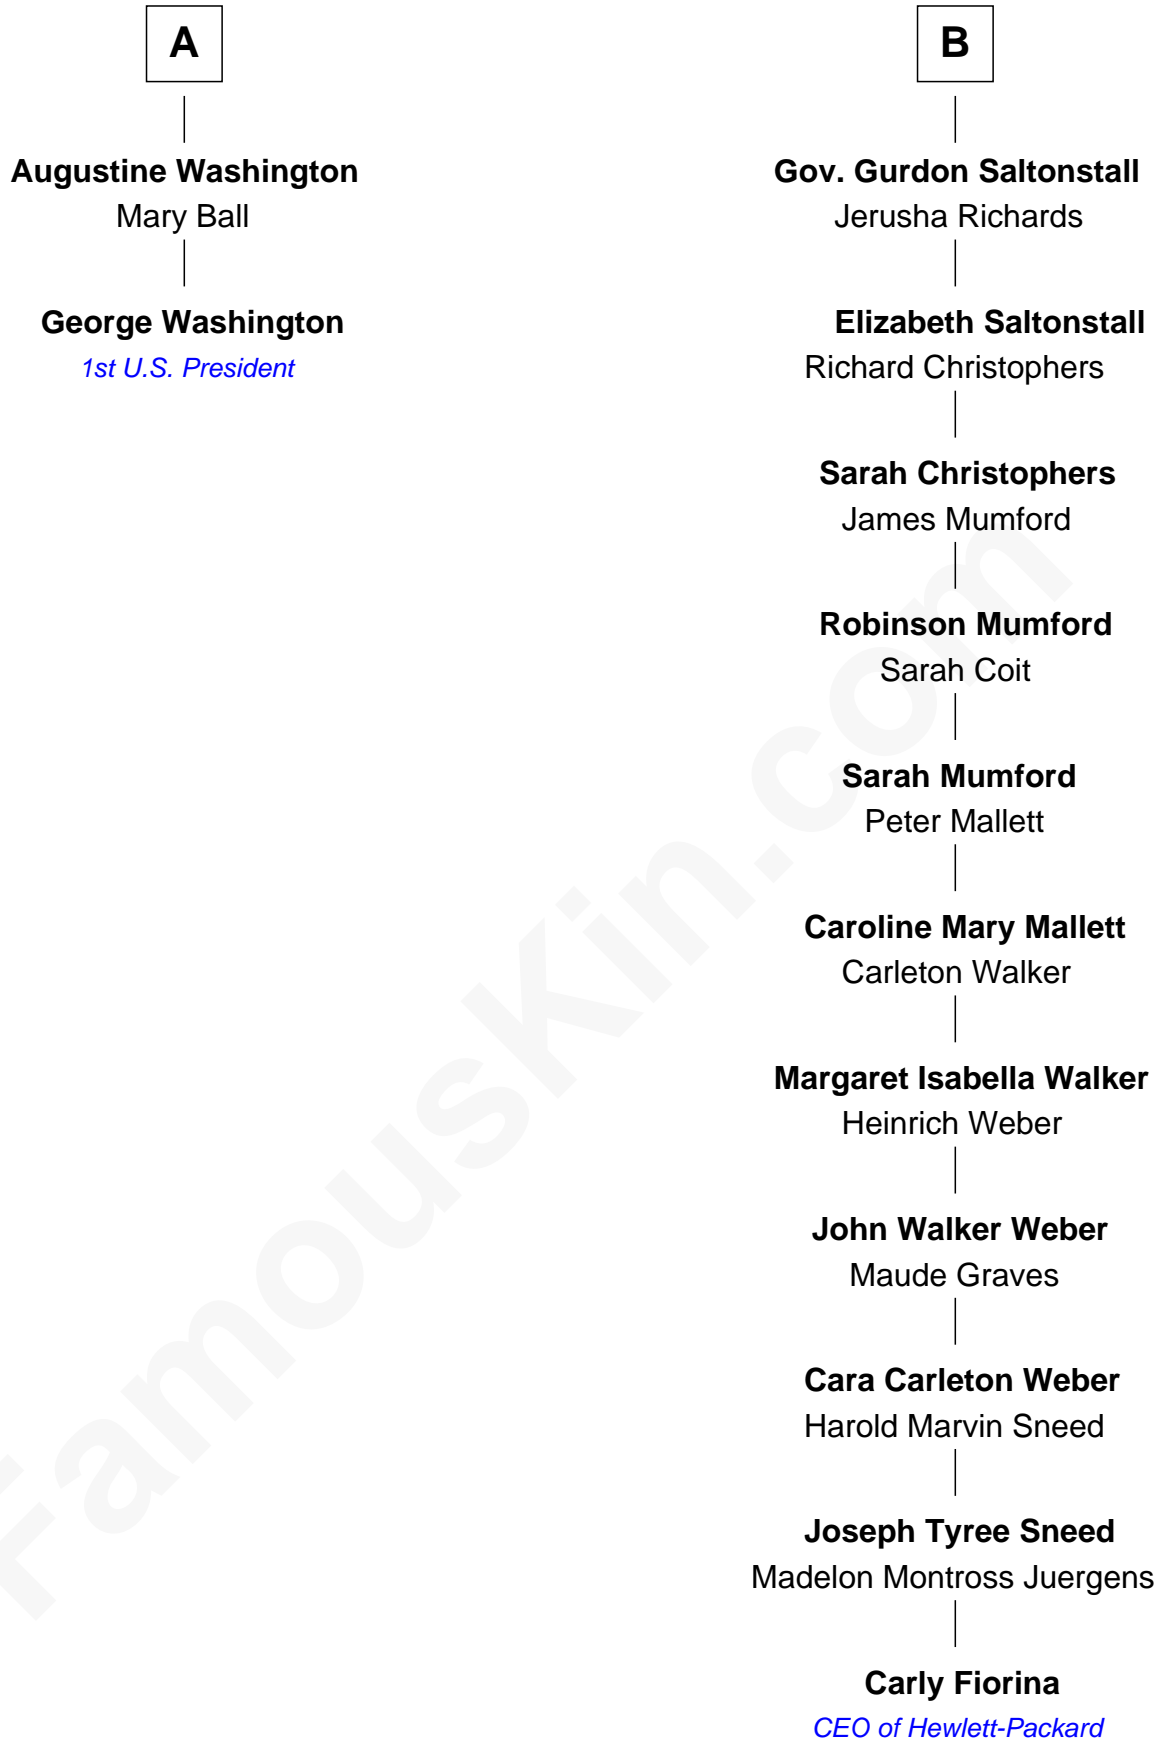 A
Augustine Washington
Mary Ball
George Washington
1st U.S. President
B
Gov. Gurdon Saltonstall
Jerusha Richards
Elizabeth Saltonstall
Richard Christophers
Sarah Christophers
James Mumford
Robinson Mumford
Sarah Coit
Sarah Mumford
Peter Mallett
Caroline Mary Mallett
Carleton Walker
Margaret Isabella Walker
Heinrich Weber
John Walker Weber
Maude Graves
Cara Carleton Weber
Harold Marvin Sneed
Joseph Tyree Sneed
Madelon Montross Juergens
Carly Fiorina
CEO of Hewlett-Packard
FamousKin.com